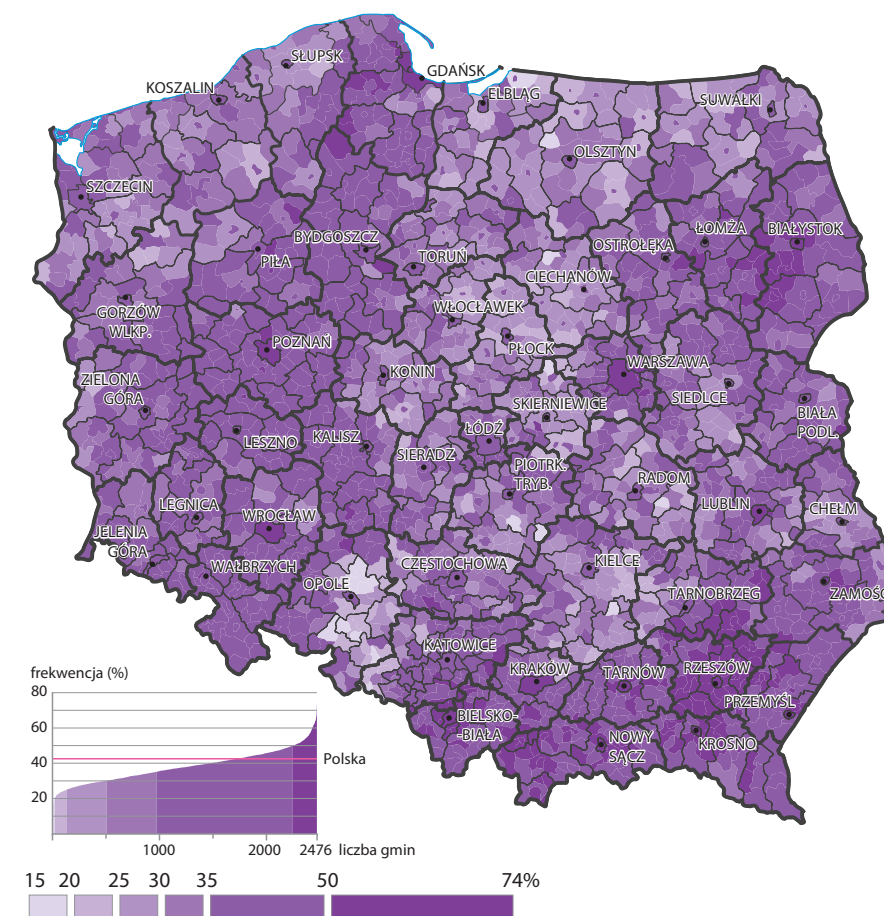 SŁUPSK
GDAŃSK
KOSZALIN
ELBLĄG
SUWAŁKI
OLSZTYN
SZCZECIN
BYDGOSZCZ
PIŁA
TORUŃ
OSTROŁĘKA
ŁOMŻA
BIAŁYSTOK
CIECHANÓW
GORZÓW
WLKP.
WŁOCŁAWEK
POZNAŃ
PŁOCK
WARSZAWA
ZIELONA
GÓRA
KONIN
SKIERNIEWICE
SIEDLCE
BIAŁA
PODL.
LESZNO
KALISZ
ŁÓDŹ
SIERADZ
PIOTRK.
TRYB.
RADOM
LUBLIN
CHEŁM
LEGNICA
WROCŁAW
JELENIA
GÓRA
WAŁBRZYCH
OPOLE
CZĘSTOCHOWA
KIELCE
TARNOBRZEG
ZAMOŚĆ
KATOWICE
KRAKÓW
TARNÓW
RZESZÓW
PRZEMYŚL
BIELSKO-
-BIAŁA
NOWY
SĄCZ
KROSNO
frekwencja (%)
80
60
40
20
Polska
1000 2000 2476 liczba gmin
15 20 25 30 35 50 74%